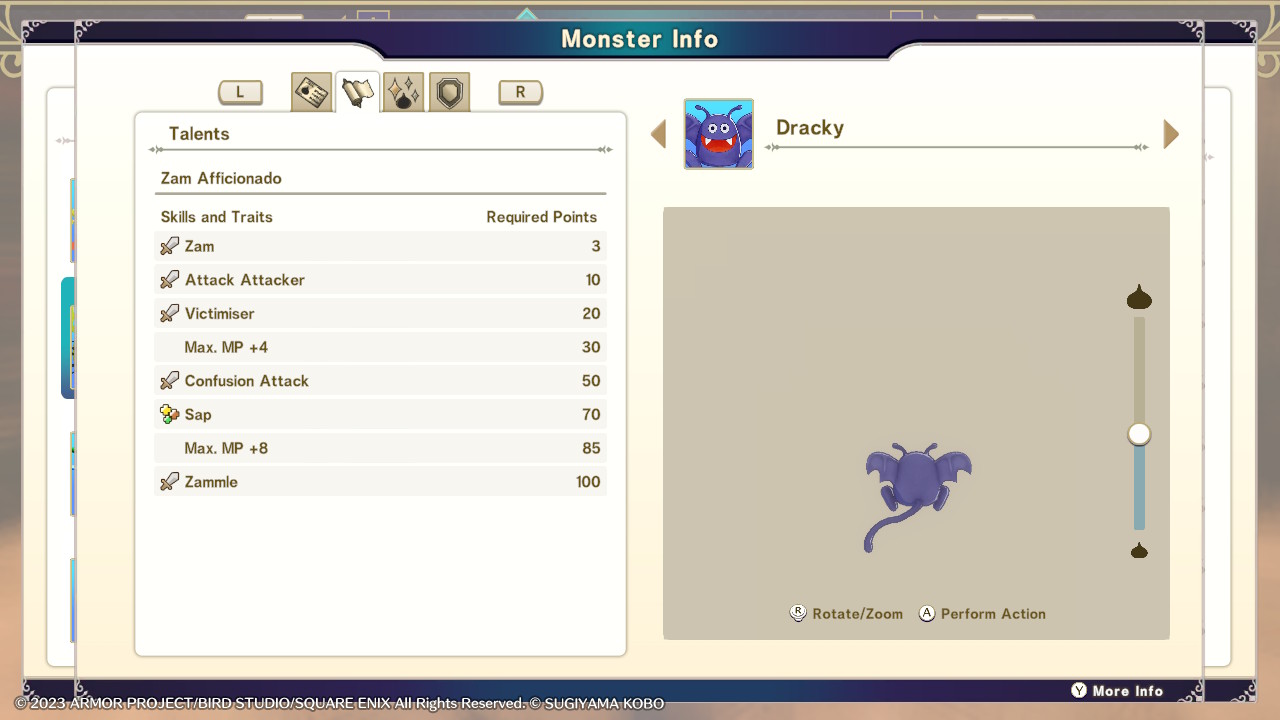 Monster Info
L
R
Talents
Dracky
Zam Afficionado
Skills and Traits Required Points
Zam 3
Attack Attacker 10
Victimiser 20
Max. MP +4 30
Confusion Attack 50
Sap 70
Max. MP +8 85
Zammle 100
R Rotate/Zoom A Perform Action
Y More Info
© 2023 ARMOR PROJECT/BIRD STUDIO/SQUARE ENIX All Rights Reserved. © SUGIYAMA KOBO